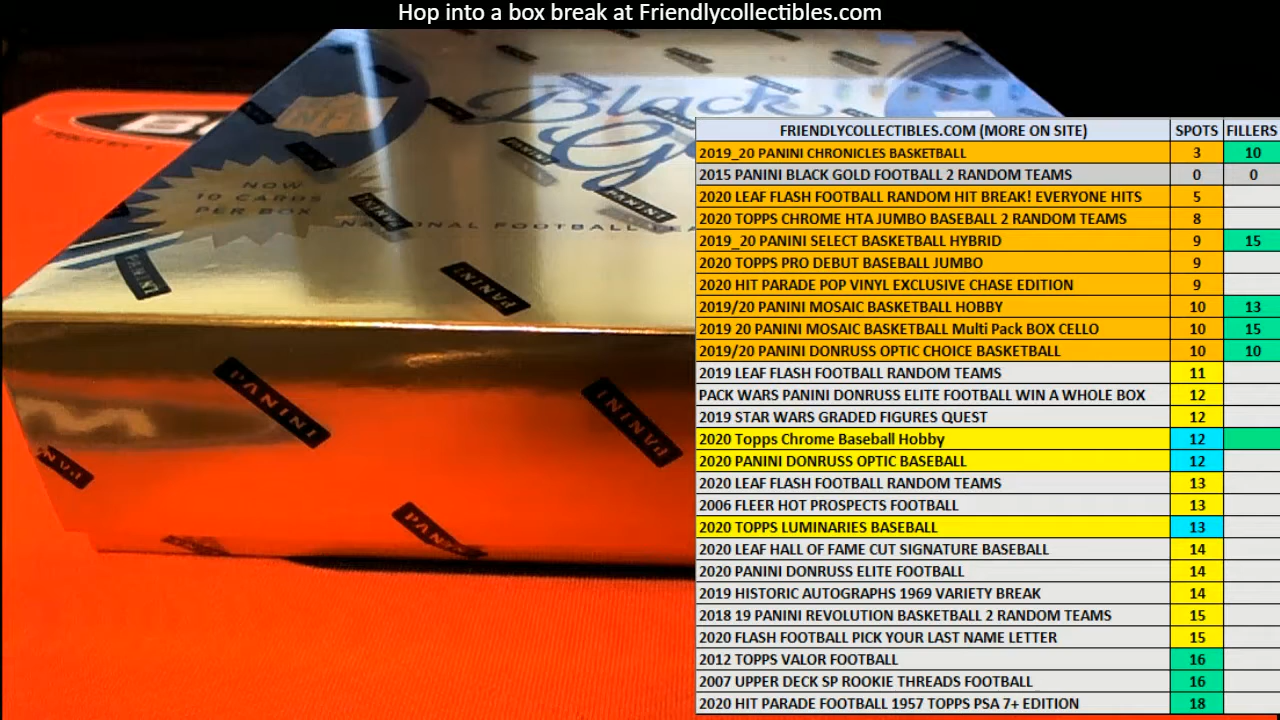 Hop into a box break at Friendlycollectibles.com
NFL
Black
NOW
10 CARDS
PER BOX
NATIONAL FOOTBALL LEA
PANINI
PANINI
PANINI
PANINI
PANINI
PANINI
PANINI
FRIENDLYCOLLECTIBLES.COM (MORE ON SITE) SPOTS FILLERS
2019_20 PANINI CHRONICLES BASKETBALL 3 10
2015 PANINI BLACK GOLD FOOTBALL 2 RANDOM TEAMS 0 0
2020 LEAF FLASH FOOTBALL RANDOM HIT BREAK! EVERYONE HITS 5
2020 TOPPS CHROME HTA JUMBO BASEBALL 2 RANDOM TEAMS 8
2019_20 PANINI SELECT BASKETBALL HYBRID 9 15
2020 TOPPS PRO DEBUT BASEBALL JUMBO 9
2020 HIT PARADE POP VINYL EXCLUSIVE CHASE EDITION 9
2019/20 PANINI MOSAIC BASKETBALL HOBBY 10 13
2019 20 PANINI MOSAIC BASKETBALL Multi Pack BOX CELLO 10 15
2019/20 PANINI DONRUSS OPTIC CHOICE BASKETBALL 10 10
2019 LEAF FLASH FOOTBALL RANDOM TEAMS 11
PACK WARS PANINI DONRUSS ELITE FOOTBALL WIN A WHOLE BOX 12
2019 STAR WARS GRADED FIGURES QUEST 12
2020 Topps Chrome Baseball Hobby 12
2020 PANINI DONRUSS OPTIC BASEBALL 12
2020 LEAF FLASH FOOTBALL RANDOM TEAMS 13
2006 FLEER HOT PROSPECTS FOOTBALL 13
2020 TOPPS LUMINARIES BASEBALL 13
2020 LEAF HALL OF FAME CUT SIGNATURE BASEBALL 14
2020 PANINI DONRUSS ELITE FOOTBALL 14
2019 HISTORIC AUTOGRAPHS 1969 VARIETY BREAK 14
2018 19 PANINI REVOLUTION BASKETBALL 2 RANDOM TEAMS 15
2020 FLASH FOOTBALL PICK YOUR LAST NAME LETTER 15
2012 TOPPS VALOR FOOTBALL 16
2007 UPPER DECK SP ROOKIE THREADS FOOTBALL 16
2020 HIT PARADE FOOTBALL 1957 TOPPS PSA 7+ EDITION 18